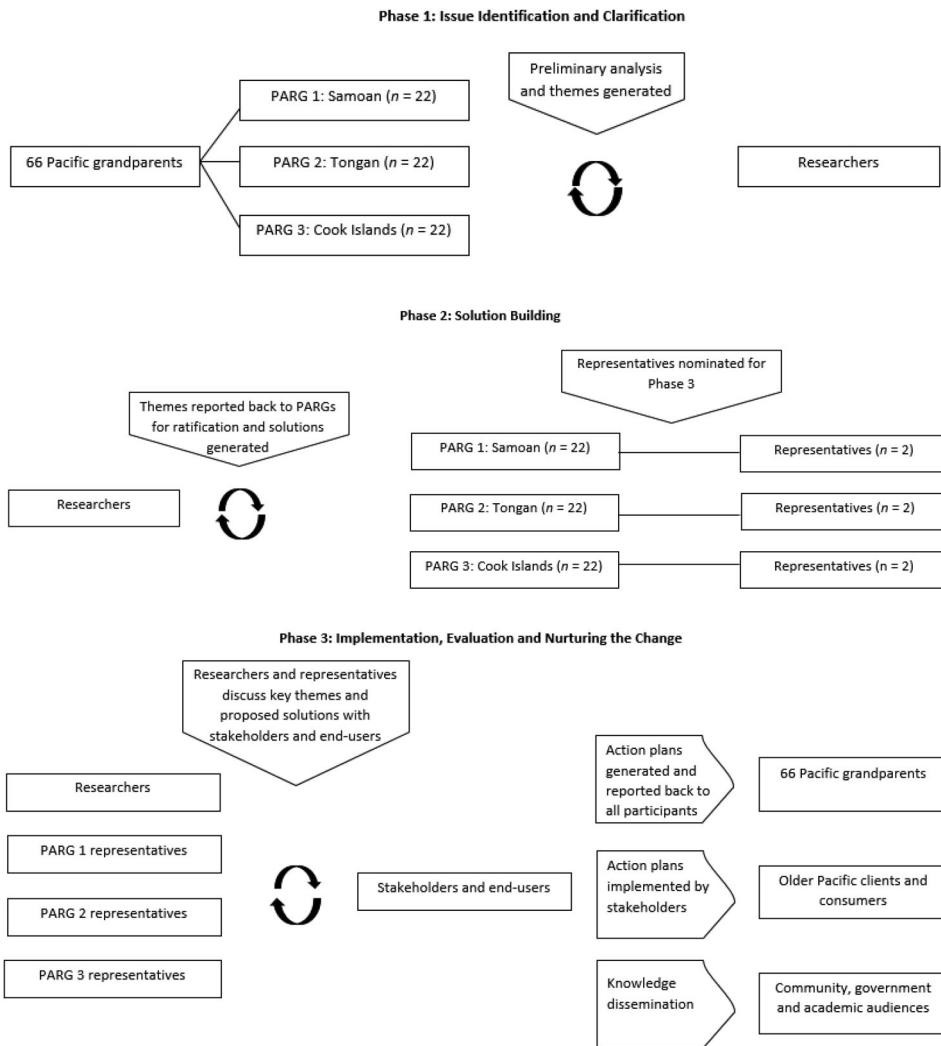 Phase 1: Issue Identification and Clarification
Preliminary analysis
and themes generated
PARG 1: Samoan (n = 22)
66 Pacific grandparents
PARG 2: Tongan (n = 22)
Researchers
PARG 3: Cook Islands (n = 22)
Phase 2: Solution Building
Representatives nominated for
Phase 3
Themes reported back to PARGs
for ratification and solutions
generated
PARG 1: Samoan (n = 22)
Representatives (n = 2)
Researchers
PARG 2: Tongan (n = 22)
Representatives (n = 2)
PARG 3: Cook Islands (n = 22)
Representatives (n = 2)
Phase 3: Implementation, Evaluation and Nurturing the Change
Researchers and representatives
discuss key themes and
proposed solutions with
stakeholders and end-users
Researchers
PARG 1 representatives
PARG 2 representatives
PARG 3 representatives
Stakeholders and end-users
Action plans
generated and
reported back to
all participants
66 Pacific grandparents
Action plans
implemented by
stakeholders
Older Pacific clients and
consumers
Knowledge
dissemination
Community, government
and academic audiences